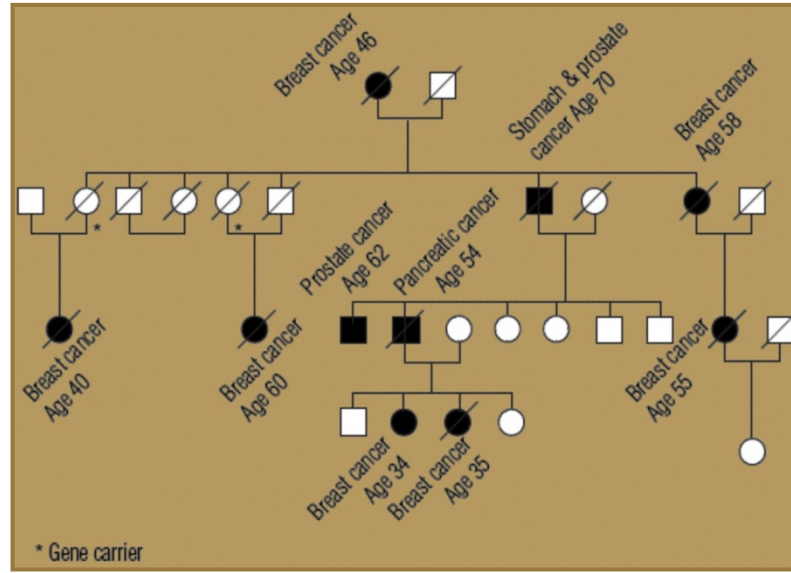 Breast cancer
Age 46
Stomach & prostate
cancer Age 70
Breast cancer
Age 58
*
*
Prostate cancer
Age 62
Pancreatic cancer
Age 54
Breast cancer
Age 40
Breast cancer
Age 60
Breast cancer
Age 55
Breast cancer
Age 34
Breast cancer
Age 35
* Gene carrier